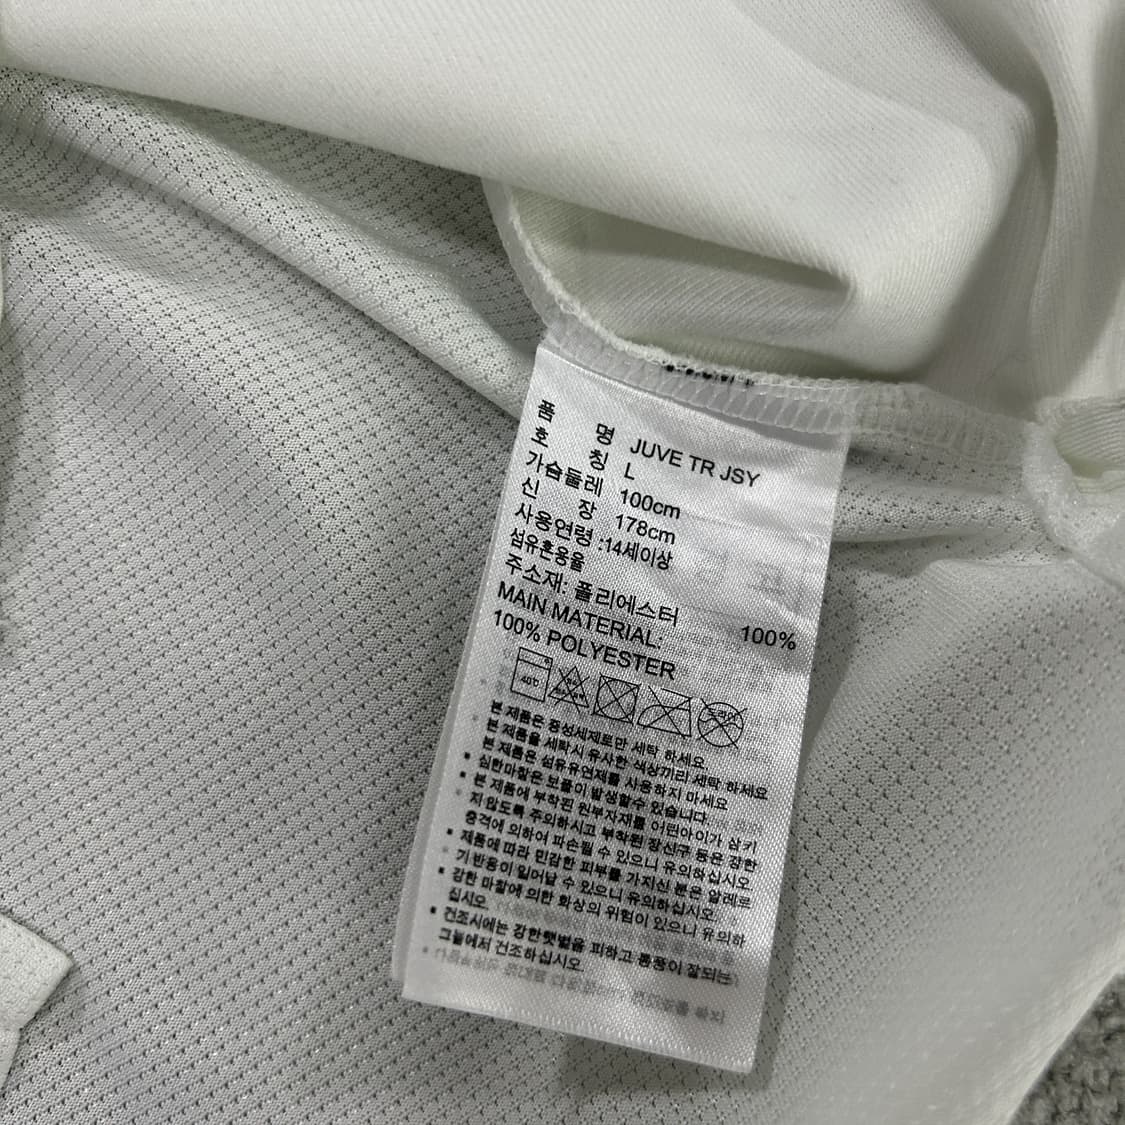 품 명 JUVE TR JSY
호 칭 L
가슴둘레 100cm
신 장 178cm
사용연령 :14세이상
섬유혼용율
주소재: 폴리에스터 100%
MAIN MATERIAL:
100% POLYESTER
40℃
본 제품은 중성세제로만 세탁 하세요
본 제품을 세탁시 유사한 색상끼리 세탁 하세요
본 제품은 섬유유연제를 사용하지 마세요
심한마찰은 보풀이 발생할수 있습니다.
본 제품에 부착된 원부자재를 어린아이가 삼키
지않도록 주의하시고 부착된 장신구 등은 강한
충격에 의하여 파손될 수 있으니 유의하십시오
제품에 따라 민감한 피부를 가지신 분은 알레르
기 반응이 일어날 수 있으니 유의하십시오
강한 마찰에 의한 화상의 위험이 있으니 유의하
십시오.
건조시에는 강한햇볕을 피하고 통풍이 잘되는
그늘에서 건조하십시오.